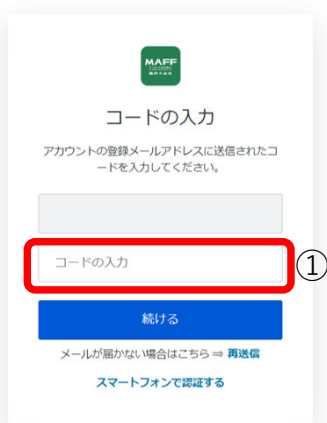 MAFF
コードの入力
アカウントの登録メールアドレスに送信されたコ
ードを入力してください。
コードの入力
①
続ける
メールが届かない場合はこちら ⇒ 再送信
スマートフォンで認証する